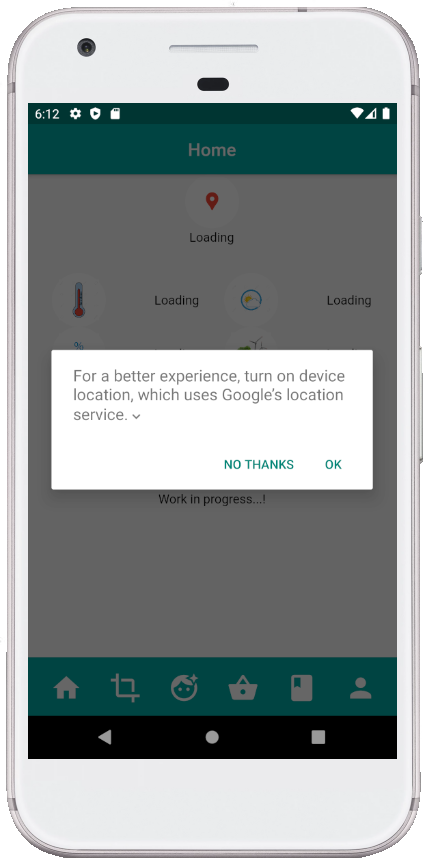 6:12
Home
Loading
Loading
Loading
%
For a better experience, turn on device
location, which uses Google's location
service.
NO THANKS
OK
Work in progress...!